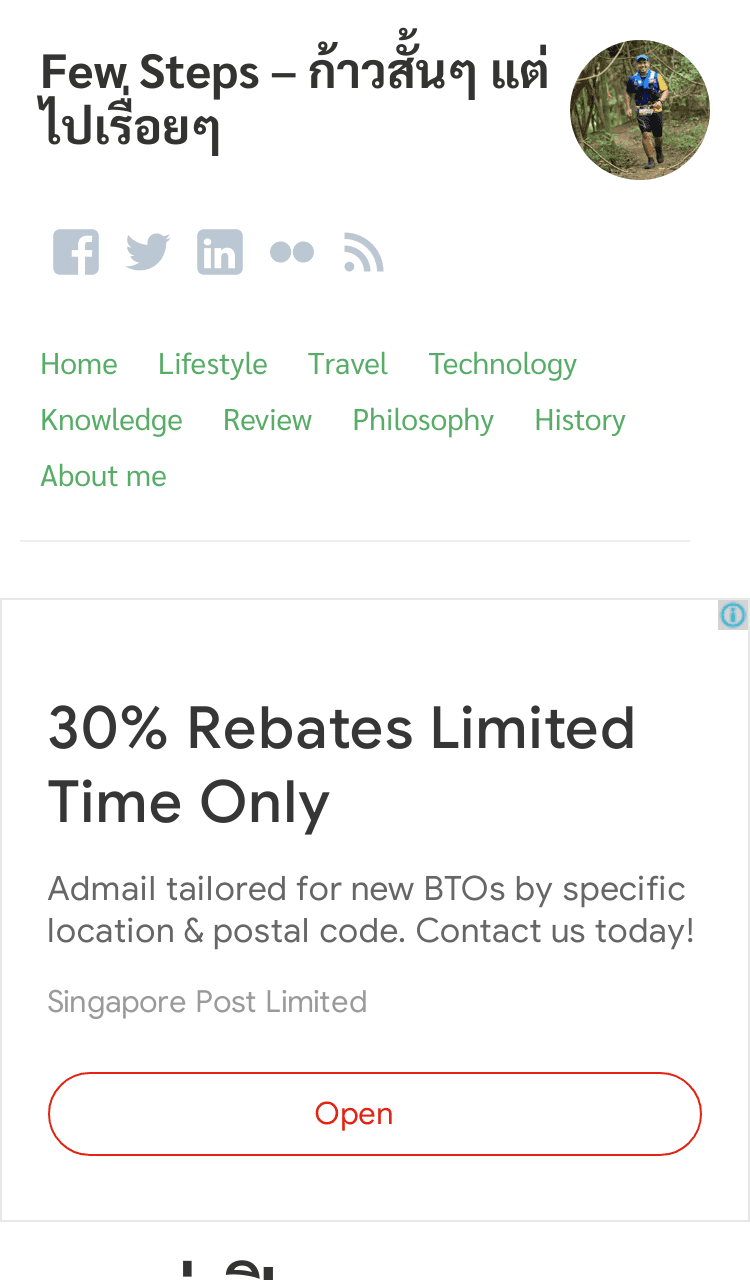 Few Steps – ก้าวสั้นๆ แต่
ไปเรื่อยๆ
Home Lifestyle Travel Technology
Knowledge Review Philosophy History
About me
30% Rebates Limited
Time Only
Admail tailored for new BTOs by specific
location & postal code. Contact us today!
Singapore Post Limited
Open